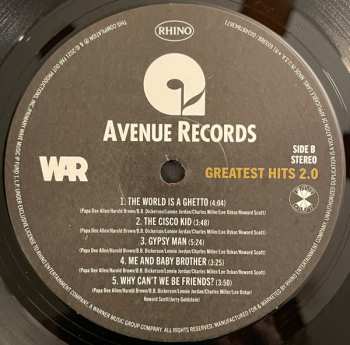 RHINO
AVENUE RECORDS
WAR
SIDE B
STEREO
GREATEST HITS 2.0
1. THE WORLD IS A GHETTO (4:04)
(Papa Dee Allen/Harold Brown/B.B. Dickerson/Lonnie Jordan/Charles Miller/Lee Oskar/Howard Scott)
2. THE CISCO KID (3:48)
(Papa Dee Allen/Harold Brown/B.B. Dickerson/Lonnie Jordan/Charles Miller/Lee Oskar/Howard Scott)
3. GYPSY MAN (5:24)
(Papa Dee Allen/Harold Brown/B.B. Dickerson/Lonnie Jordan/Charles Miller/Lee Oskar/Howard Scott)
4. ME AND BABY BROTHER (3:25)
(Papa Dee Allen/Harold Brown/B.B. Dickerson/Lonnie Jordan/Charles Miller/Lee Oskar/Howard Scott)
5. WHY CAN'T WE BE FRIENDS? (3:50)
(Papa Dee Allen/Harold Brown/B.B. Dickerson/Lonnie Jordan/Charles Miller/Lee Oskar/
Howard Scott/Jerry Goldstein)